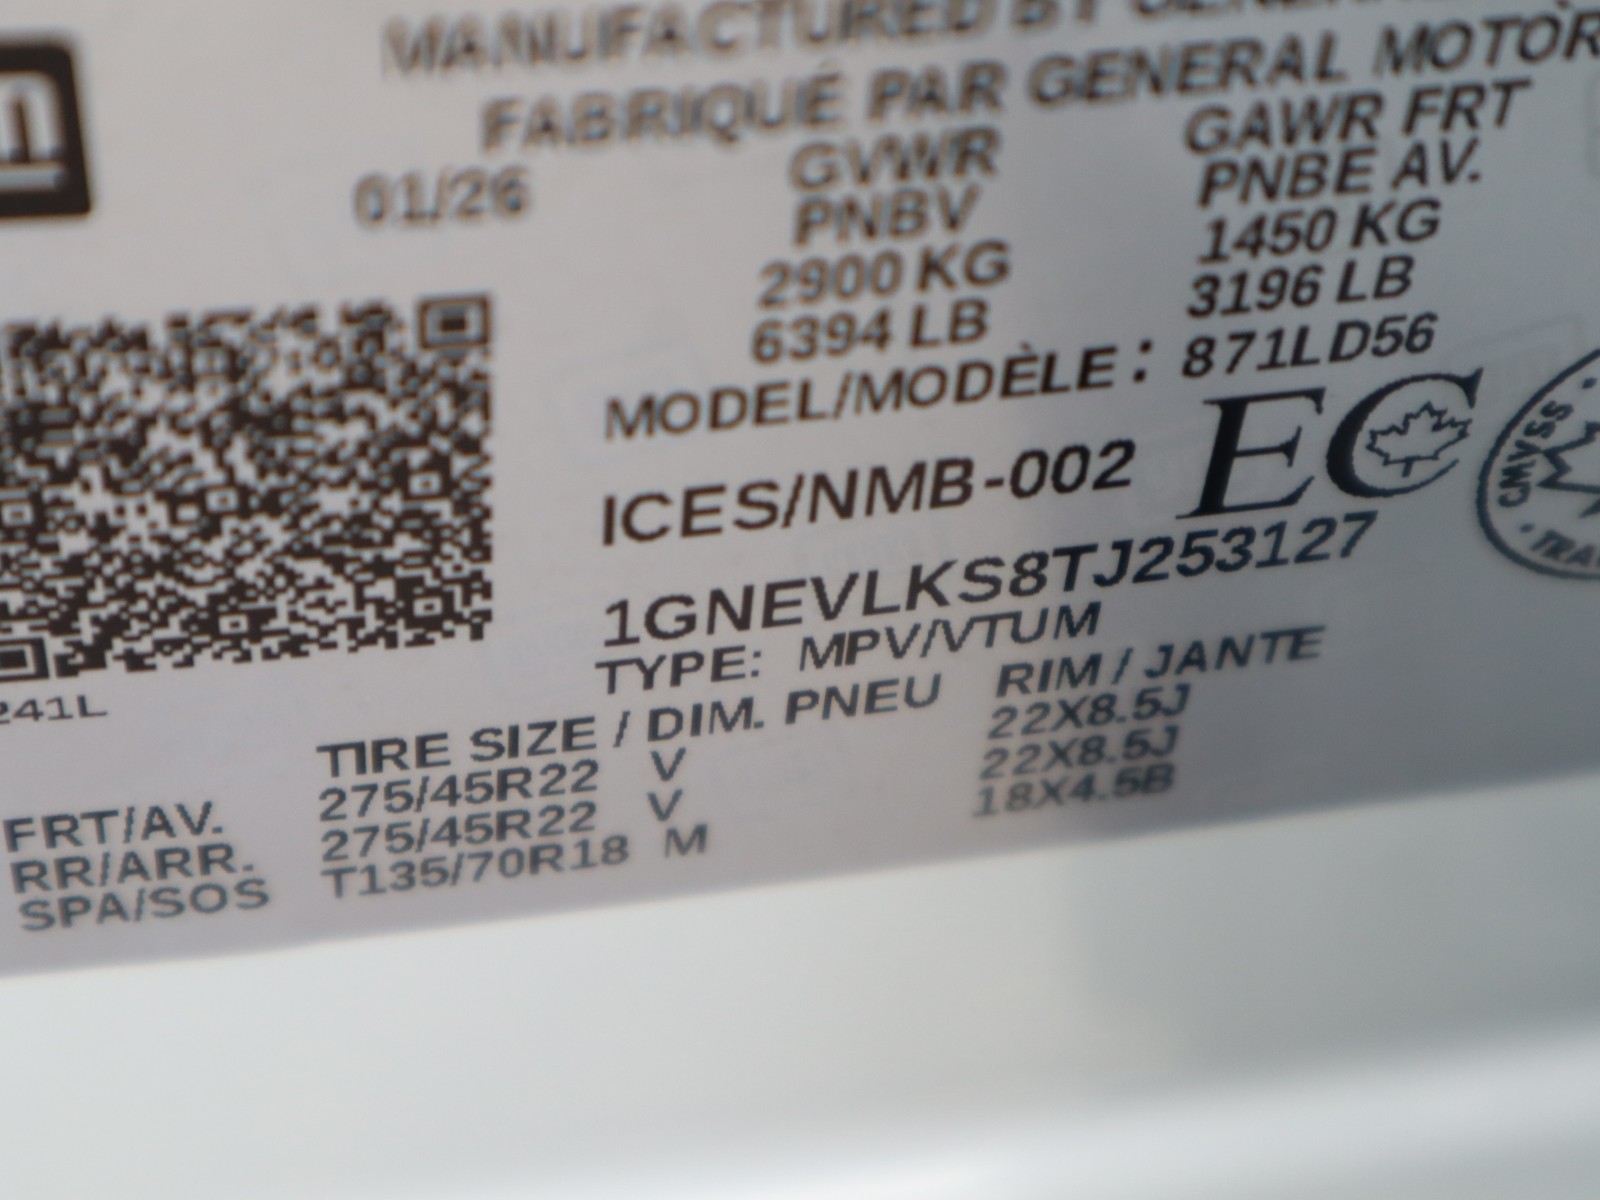 MANUFACTURED BY GENERAL
FABRIQUÉ PAR GENERAL MOTORS
01/26
GVWR
PNBV
2900 KG
6394 LB
GAWR FRT
PNBE AV.
1450 KG
3196 LB
MODEL/MODÈLE : 871LD56
ICES/NMB-002 EC
CMVSS
TRA
1GNEVLKS8TJ253127
TYPE: MPV/VTUM
241L
TIRE SIZE / DIM. PNEU RIM / JANTE
FRT/AV. 275/45R22 V 22X8.5J
RR/ARR. 275/45R22 V 22X8.5J
SPA/SOS T135/70R18 M 18X4.5B